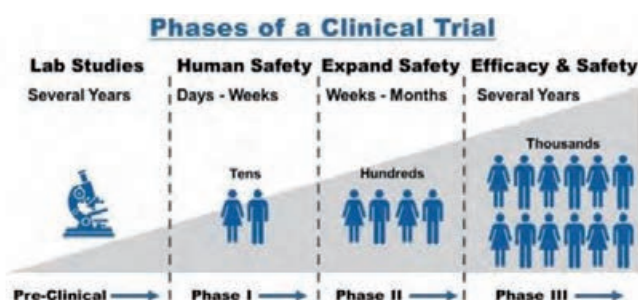 Phases of a Clinical Trial
Lab Studies Human Safety Expand Safety Efficacy & Safety
Several Years Days - Weeks Weeks - Months Several Years
Tens Hundreds Thousands
Pre-Clinical Phase I Phase II Phase III